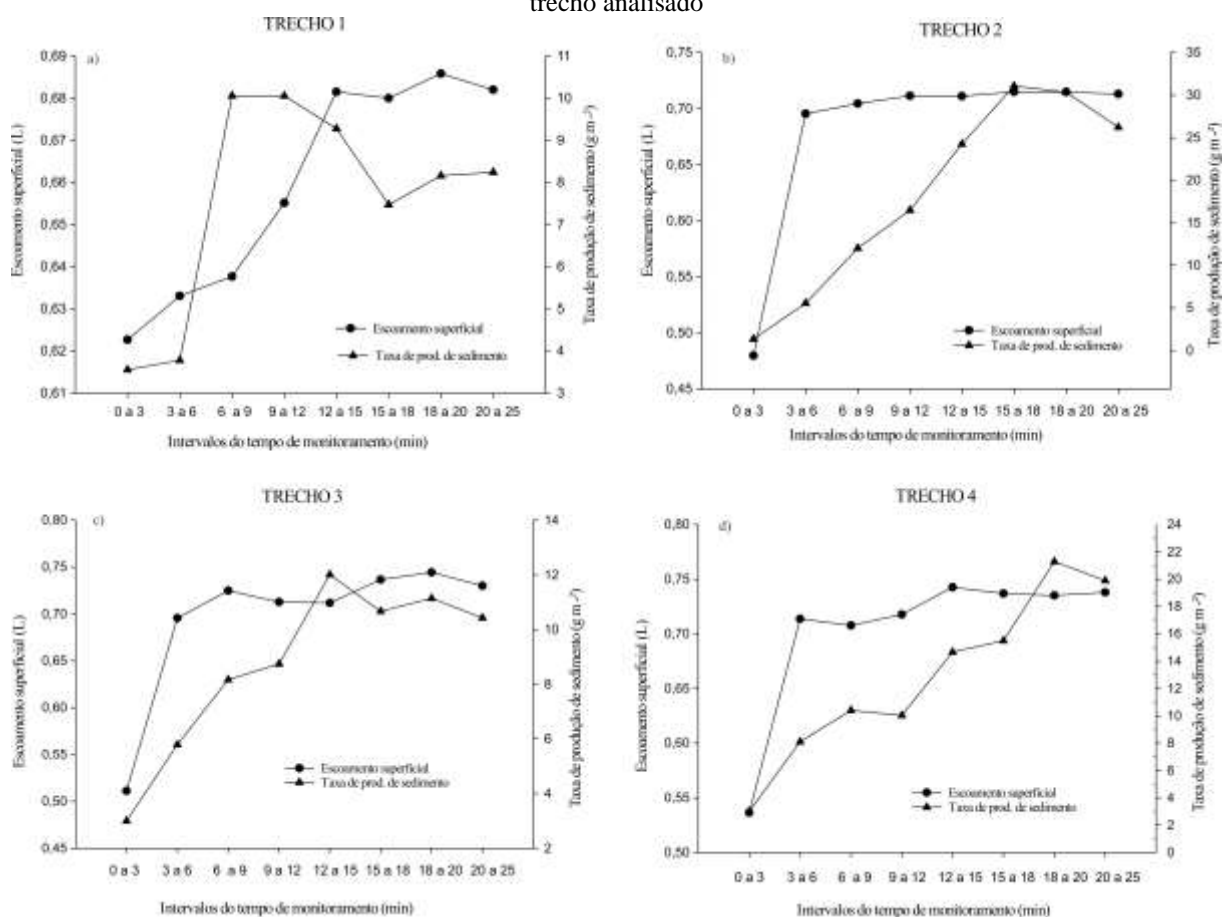 trecho analisado
TRECHO 1
a)
Escoamento superficial (L)
0,69
0,68
0,67
0,66
0,65
0,64
0,63
0,62
0,61
11
10
9
8
7
6
5
4
3
Taxa de produção de sedimento (g m⁻²)
Escoamento superficial
Taxa de prod. de sedimento
0 a 3 3 a 6 6 a 9 9 a 12 12 a 15 15 a 18 18 a 20 20 a 25
Intervalos do tempo de monitoramento (min)
TRECHO 2
b)
Escoamento superficial (L)
0,75
0,70
0,65
0,60
0,55
0,50
0,45
35
30
25
20
15
10
5
0
Taxa de produção de sedimento (g m⁻²)
Escoamento superficial
Taxa de prod. de sedimento
0 a 3 3 a 6 6 a 9 9 a 12 12 a 15 15 a 18 18 a 20 20 a 25
Intervalos do tempo de monitoramento (min)
TRECHO 3
c)
Escoamento superficial (L)
0,80
0,75
0,70
0,65
0,60
0,55
0,50
0,45
14
12
10
8
6
4
2
Taxa de produção de sedimento (g m⁻²)
Escoamento superficial
Taxa de prod. de sedimento
0 a 3 3 a 6 6 a 9 9 a 12 12 a 15 15 a 18 18 a 20 20 a 25
Intervalos do tempo de monitoramento (min)
TRECHO 4
d)
Escoamento superficial (L)
0,80
0,75
0,70
0,65
0,60
0,55
0,50
24
22
20
18
16
14
12
10
8
6
4
2
0
Taxa de produção de sedimento (g m⁻²)
Escoamento superficial
Taxa de prod. de sedimento
0 a 3 3 a 6 6 a 9 9 a 12 12 a 15 15 a 18 18 a 20 20 a 25
Intervalos do tempo de monitoramento (min)